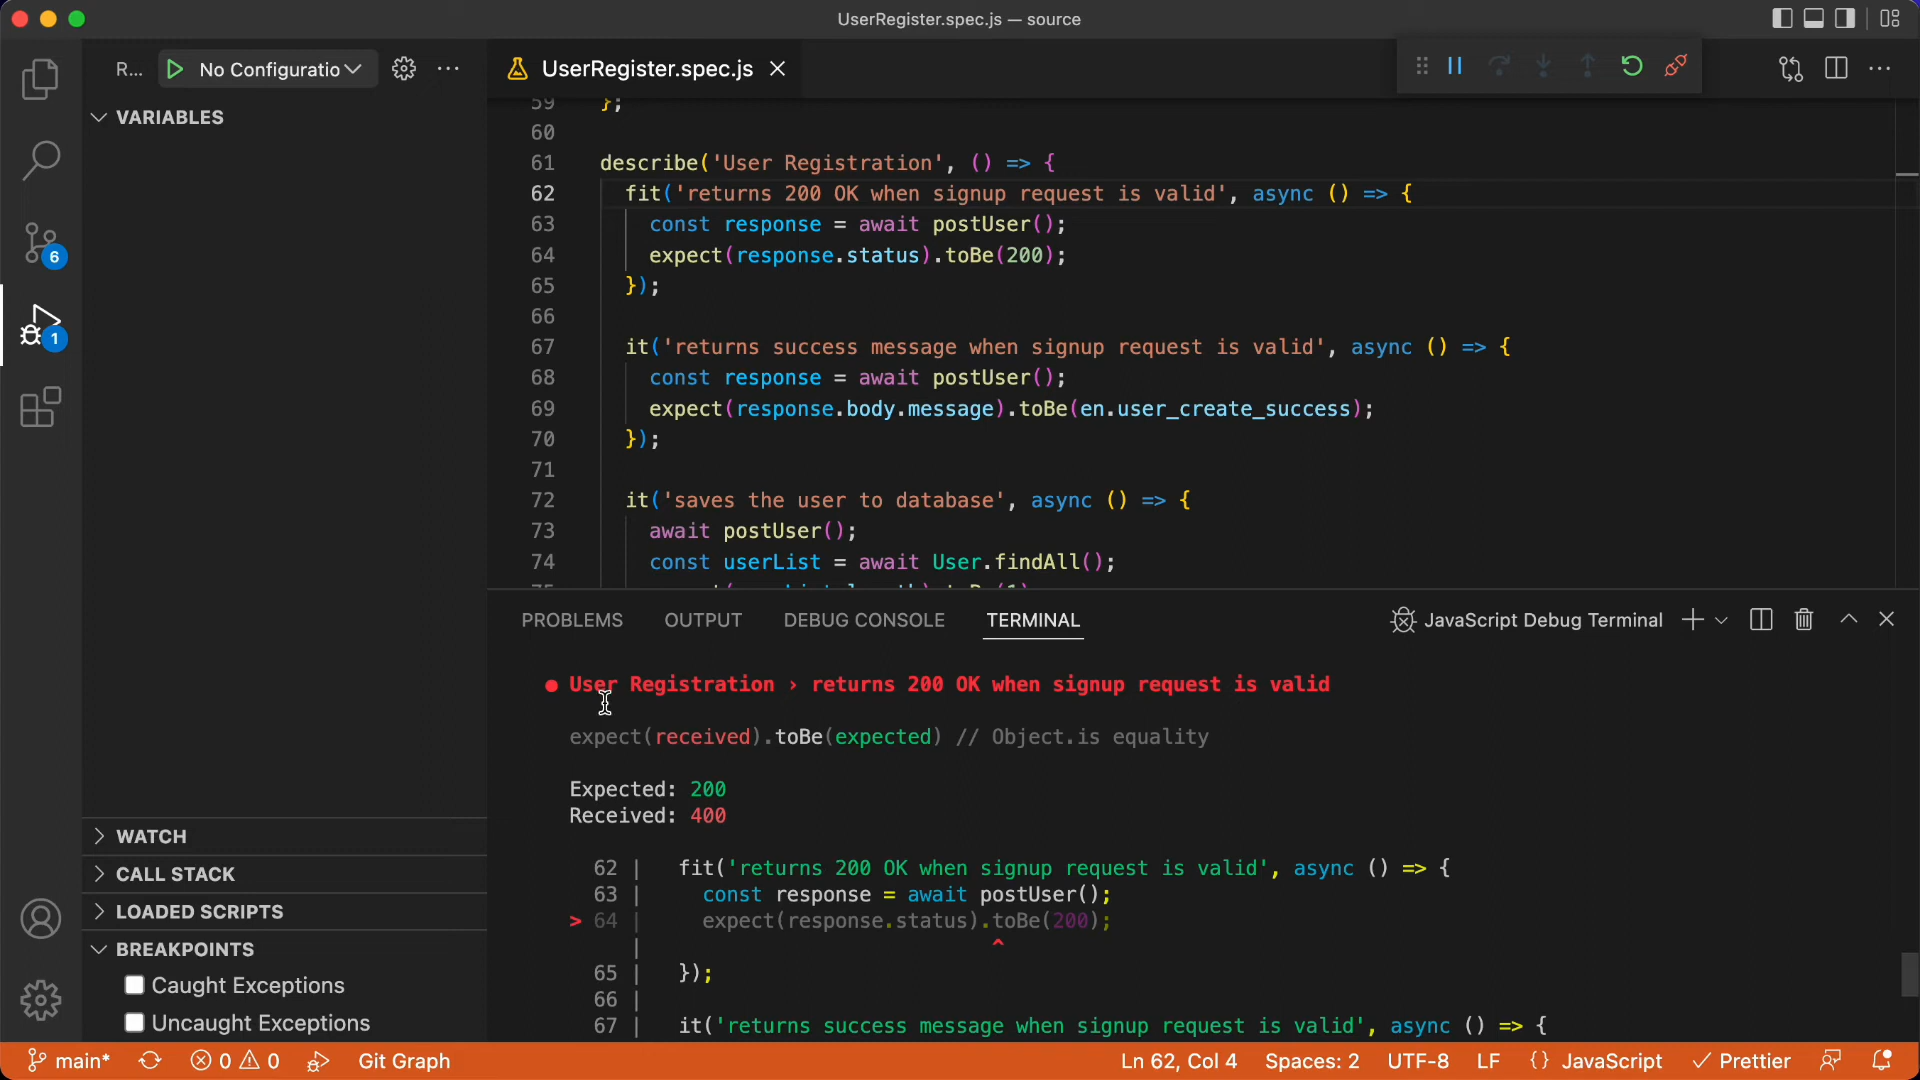 UserRegister.spec.js — source
R... No Configuratio
UserRegister.spec.js
VARIABLES
6
1
WATCH
CALL STACK
LOADED SCRIPTS
BREAKPOINTS
Caught Exceptions
Uncaught Exceptions
59 };
60
61 describe('User Registration', () => {
62 fit('returns 200 OK when signup request is valid', async () => {
63 const response = await postUser();
64 expect(response.status).toBe(200);
65 });
66
67 it('returns success message when signup request is valid', async () => {
68 const response = await postUser();
69 expect(response.body.message).toBe(en.user_create_success);
70 });
71
72 it('saves the user to database', async () => {
73 await postUser();
74 const userList = await User.findAll();
PROBLEMS OUTPUT DEBUG CONSOLE TERMINAL JavaScript Debug Terminal
● User Registration › returns 200 OK when signup request is valid
expect(received).toBe(expected) // Object.is equality
Expected: 200
Received: 400
62 | fit('returns 200 OK when signup request is valid', async () => {
63 | const response = await postUser();
> 64 | expect(response.status).toBe(200);
| ^
65 | });
66 |
67 | it('returns success message when signup request is valid', async () => {
main* 0 0 Git Graph Ln 62, Col 4 Spaces: 2 UTF-8 LF {} JavaScript Prettier